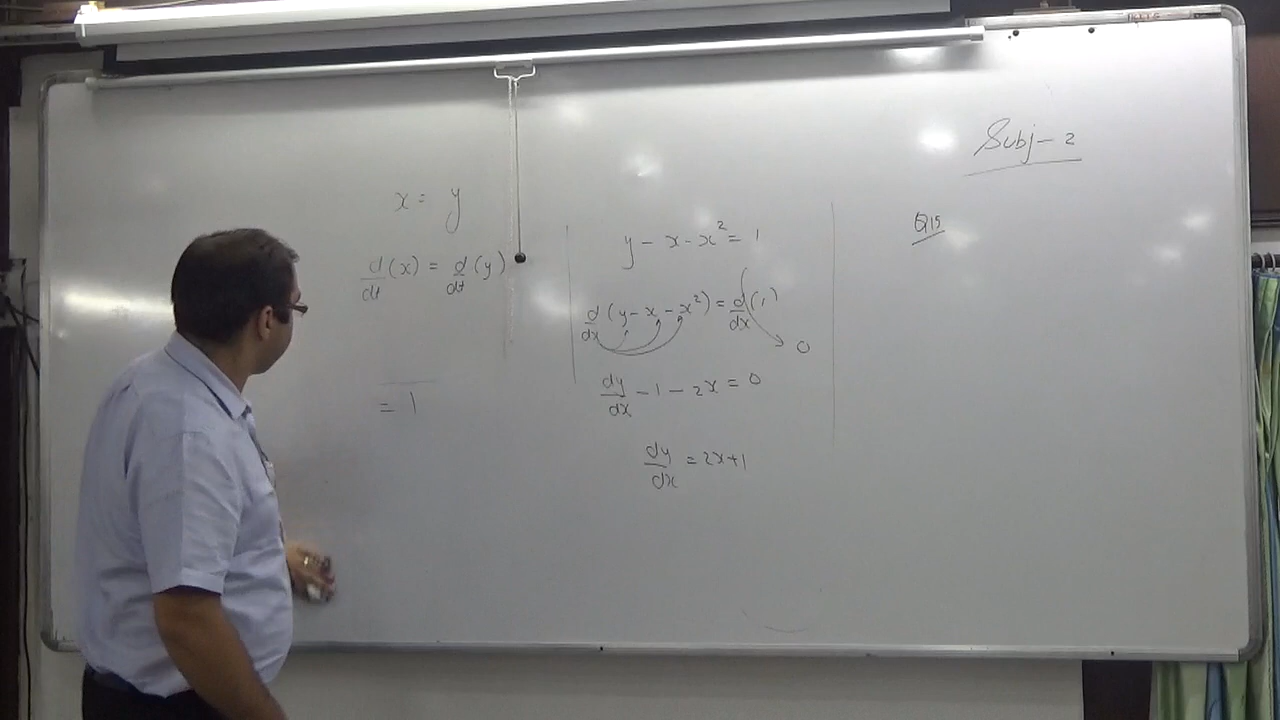 Subj-2
x = y
d/dt (x) = d/dt (y)
= 1
y - x - x² = 1
d/dx (y - x - x²) = d/dx (1)
0
dy/dx - 1 - 2x = 0
dy/dx = 2x+1
Q15